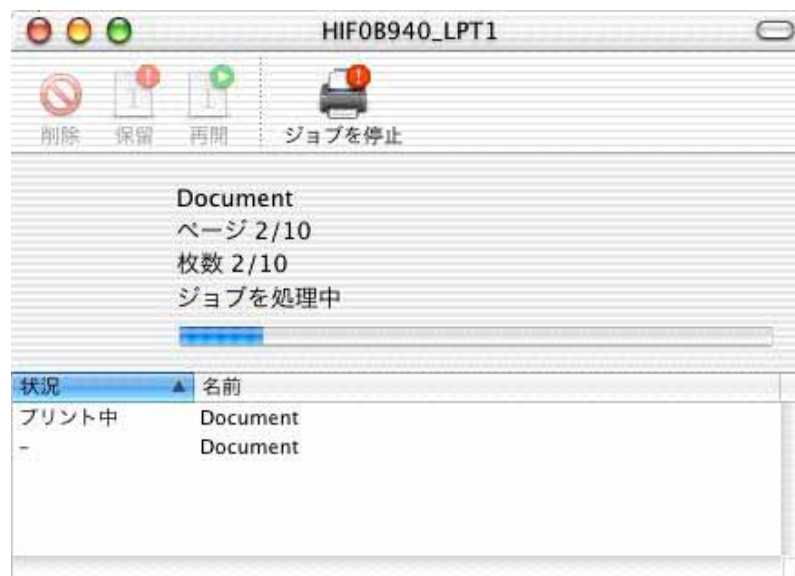 HIF0B940_LPT1
削除 保留 再開 ジョブを停止
Document
ページ 2/10
枚数 2/10
ジョブを処理中
状況 名前
プリント中 Document
- Document